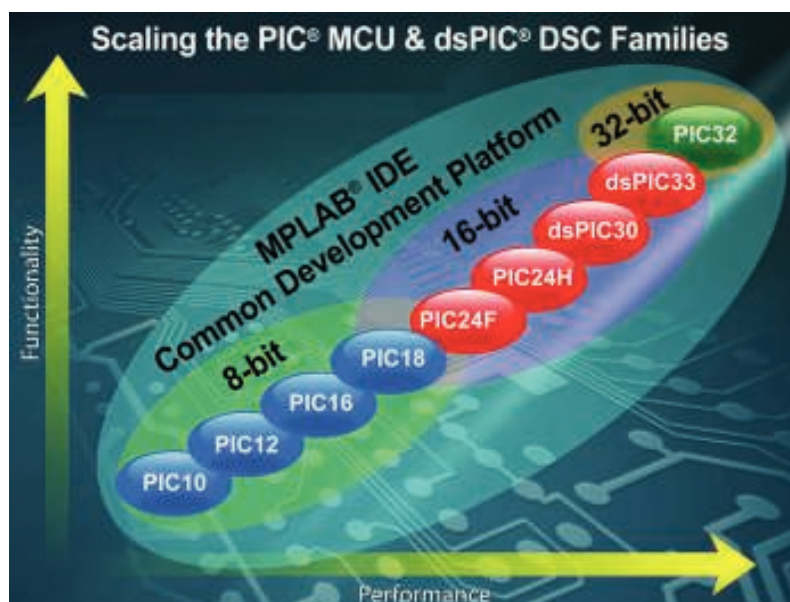 Scaling the PIC® MCU & dsPIC® DSC Families
32-bit
PIC32
MPLAB® IDE
Common Development Platform
dsPIC33
16-bit
dsPIC30
PIC24H
PIC24F
8-bit
PIC18
PIC16
PIC12
PIC10
Functionality
Performance